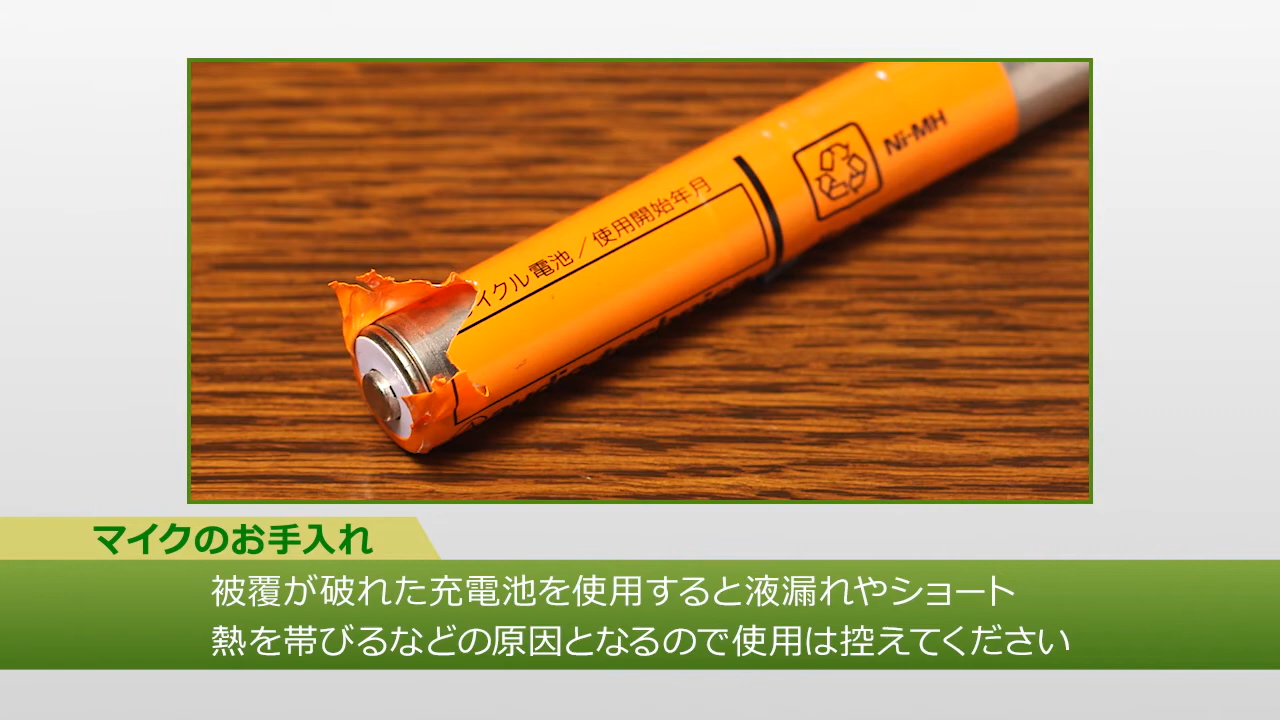 イクル電池／使用開始年月
Ni-MH
マイクのお手入れ
被覆が破れた充電池を使用すると液漏れやショート
熱を帯びるなどの原因となるので使用は控えてください